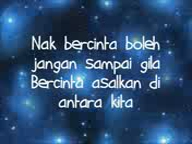 Nak bercinta boleh
jangan sampai gila
Bercinta asalkan di
antara kita